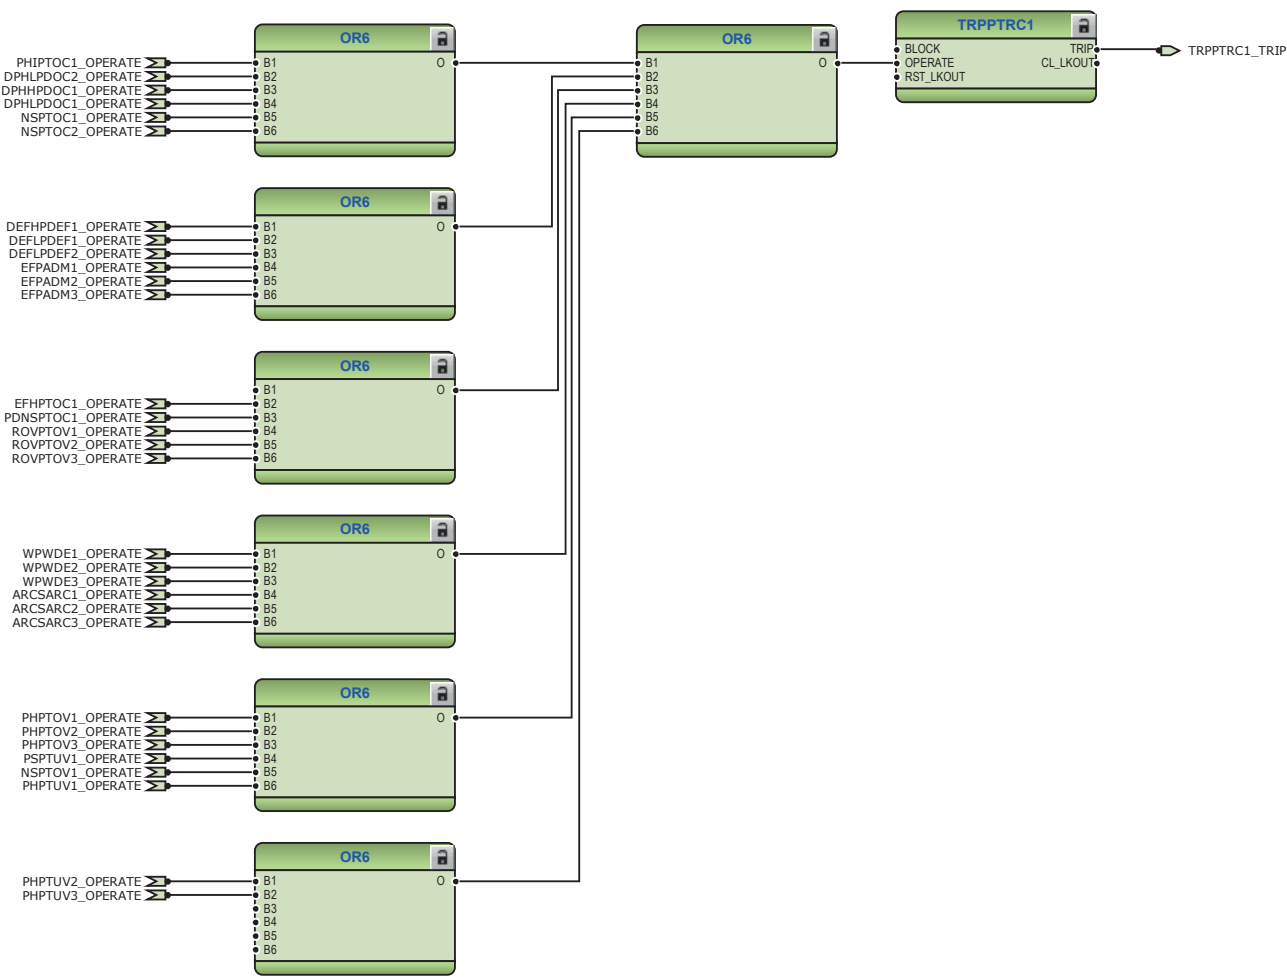 OR6
PHIPTOC1_OPERATE B1 O
DPHLPDOC2_OPERATE B2
DPHHPDOC1_OPERATE B3
DPHLPDOC1_OPERATE B4
NSPTOC1_OPERATE B5
NSPTOC2_OPERATE B6
OR6
B1 O
B2
B3
B4
B5
B6
TRPPTRC1
BLOCK TRIP
OPERATE CL_LKOUT
RST_LKOUT
TRPPTRC1_TRIP
OR6
DEFHPDEF1_OPERATE B1 O
DEFLPDEF1_OPERATE B2
DEFLPDEF2_OPERATE B3
EFPADM1_OPERATE B4
EFPADM2_OPERATE B5
EFPADM3_OPERATE B6
OR6
B1 O
EFHPTOC1_OPERATE B2
PDNSPTOC1_OPERATE B3
ROVPTOV1_OPERATE B4
ROVPTOV2_OPERATE B5
ROVPTOV3_OPERATE B6
OR6
WPWDE1_OPERATE B1 O
WPWDE2_OPERATE B2
WPWDE3_OPERATE B3
ARCSARC1_OPERATE B4
ARCSARC2_OPERATE B5
ARCSARC3_OPERATE B6
OR6
PHPTOV1_OPERATE B1 O
PHPTOV2_OPERATE B2
PHPTOV3_OPERATE B3
PSPTUV1_OPERATE B4
NSPTOV1_OPERATE B5
PHPTUV1_OPERATE B6
OR6
PHPTUV2_OPERATE B1 O
PHPTUV3_OPERATE B2
B3
B4
B5
B6